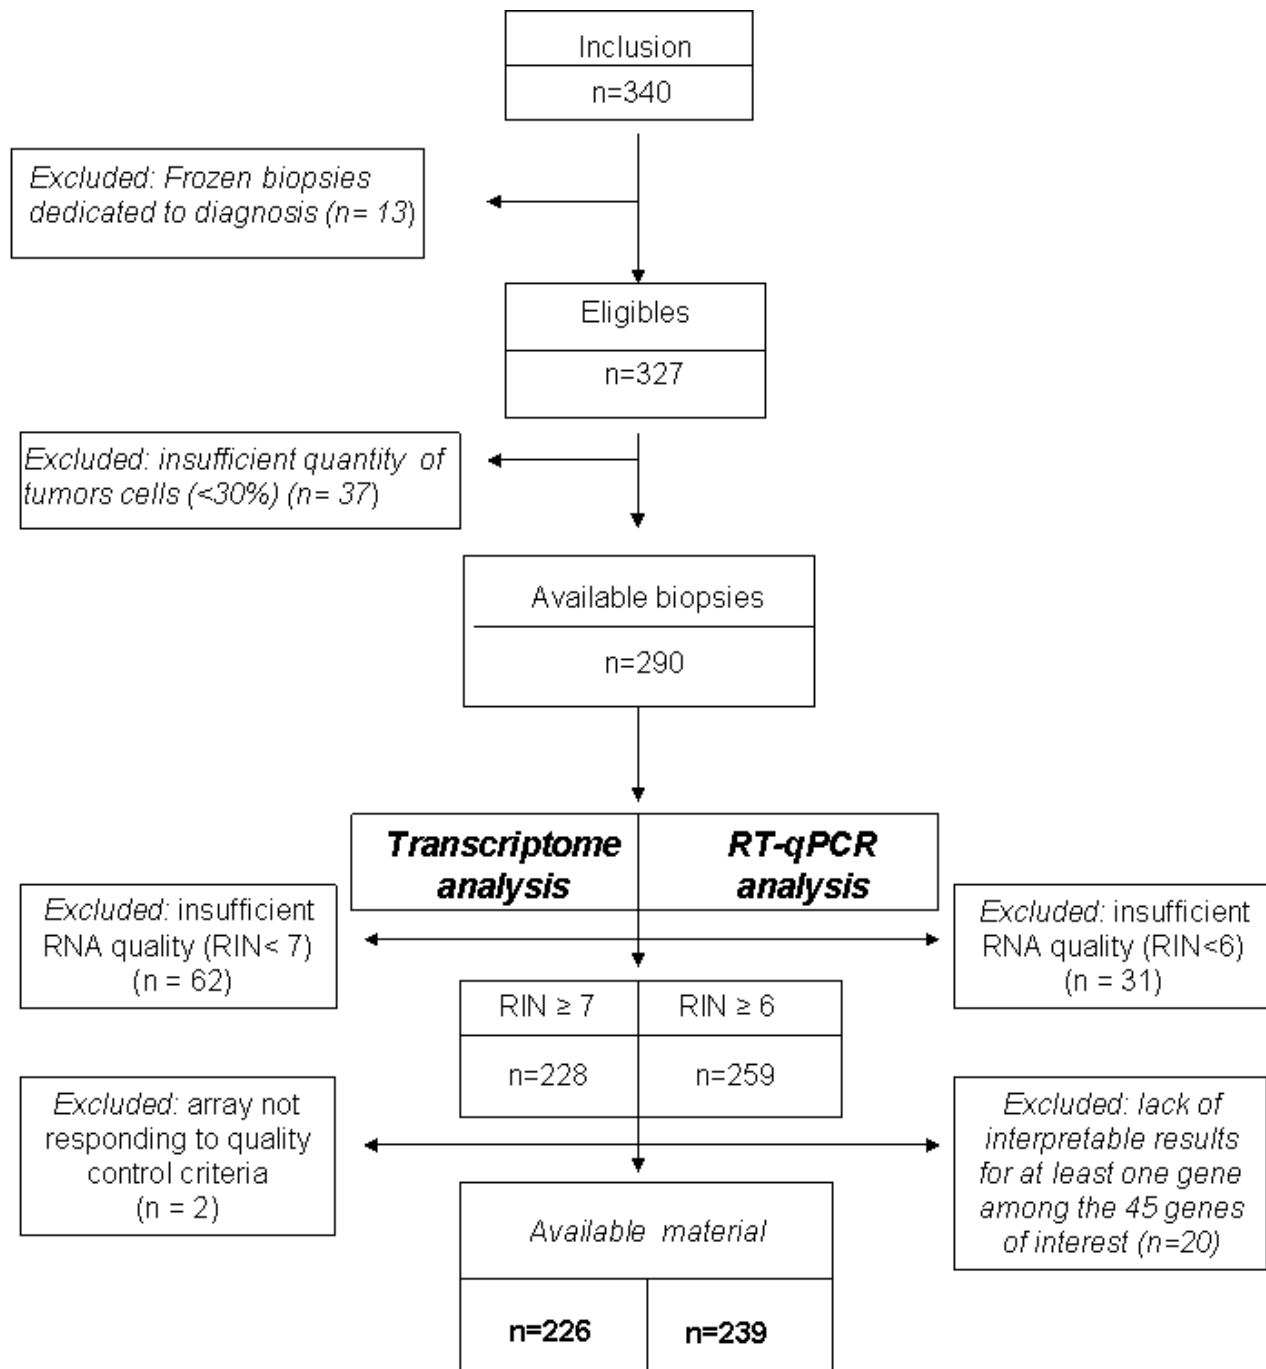 Inclusion
n=340
Excluded: Frozen biopsies
dedicated to diagnosis (n= 13)
Eligibles
n=327
Excluded: insufficient quantity of
tumors cells (<30%) (n= 37)
Available biopsies
n=290
Transcriptome
analysis
RT-qPCR
analysis
Excluded: insufficient
RNA quality (RIN< 7)
(n = 62)
Excluded: insufficient
RNA quality (RIN<6)
(n = 31)
RIN ≥ 7
RIN ≥ 6
n=228
n=259
Excluded: array not
responding to quality
control criteria
(n = 2)
Excluded: lack of
interpretable results
for at least one gene
among the 45 genes
of interest (n=20)
Available material
n=226
n=239